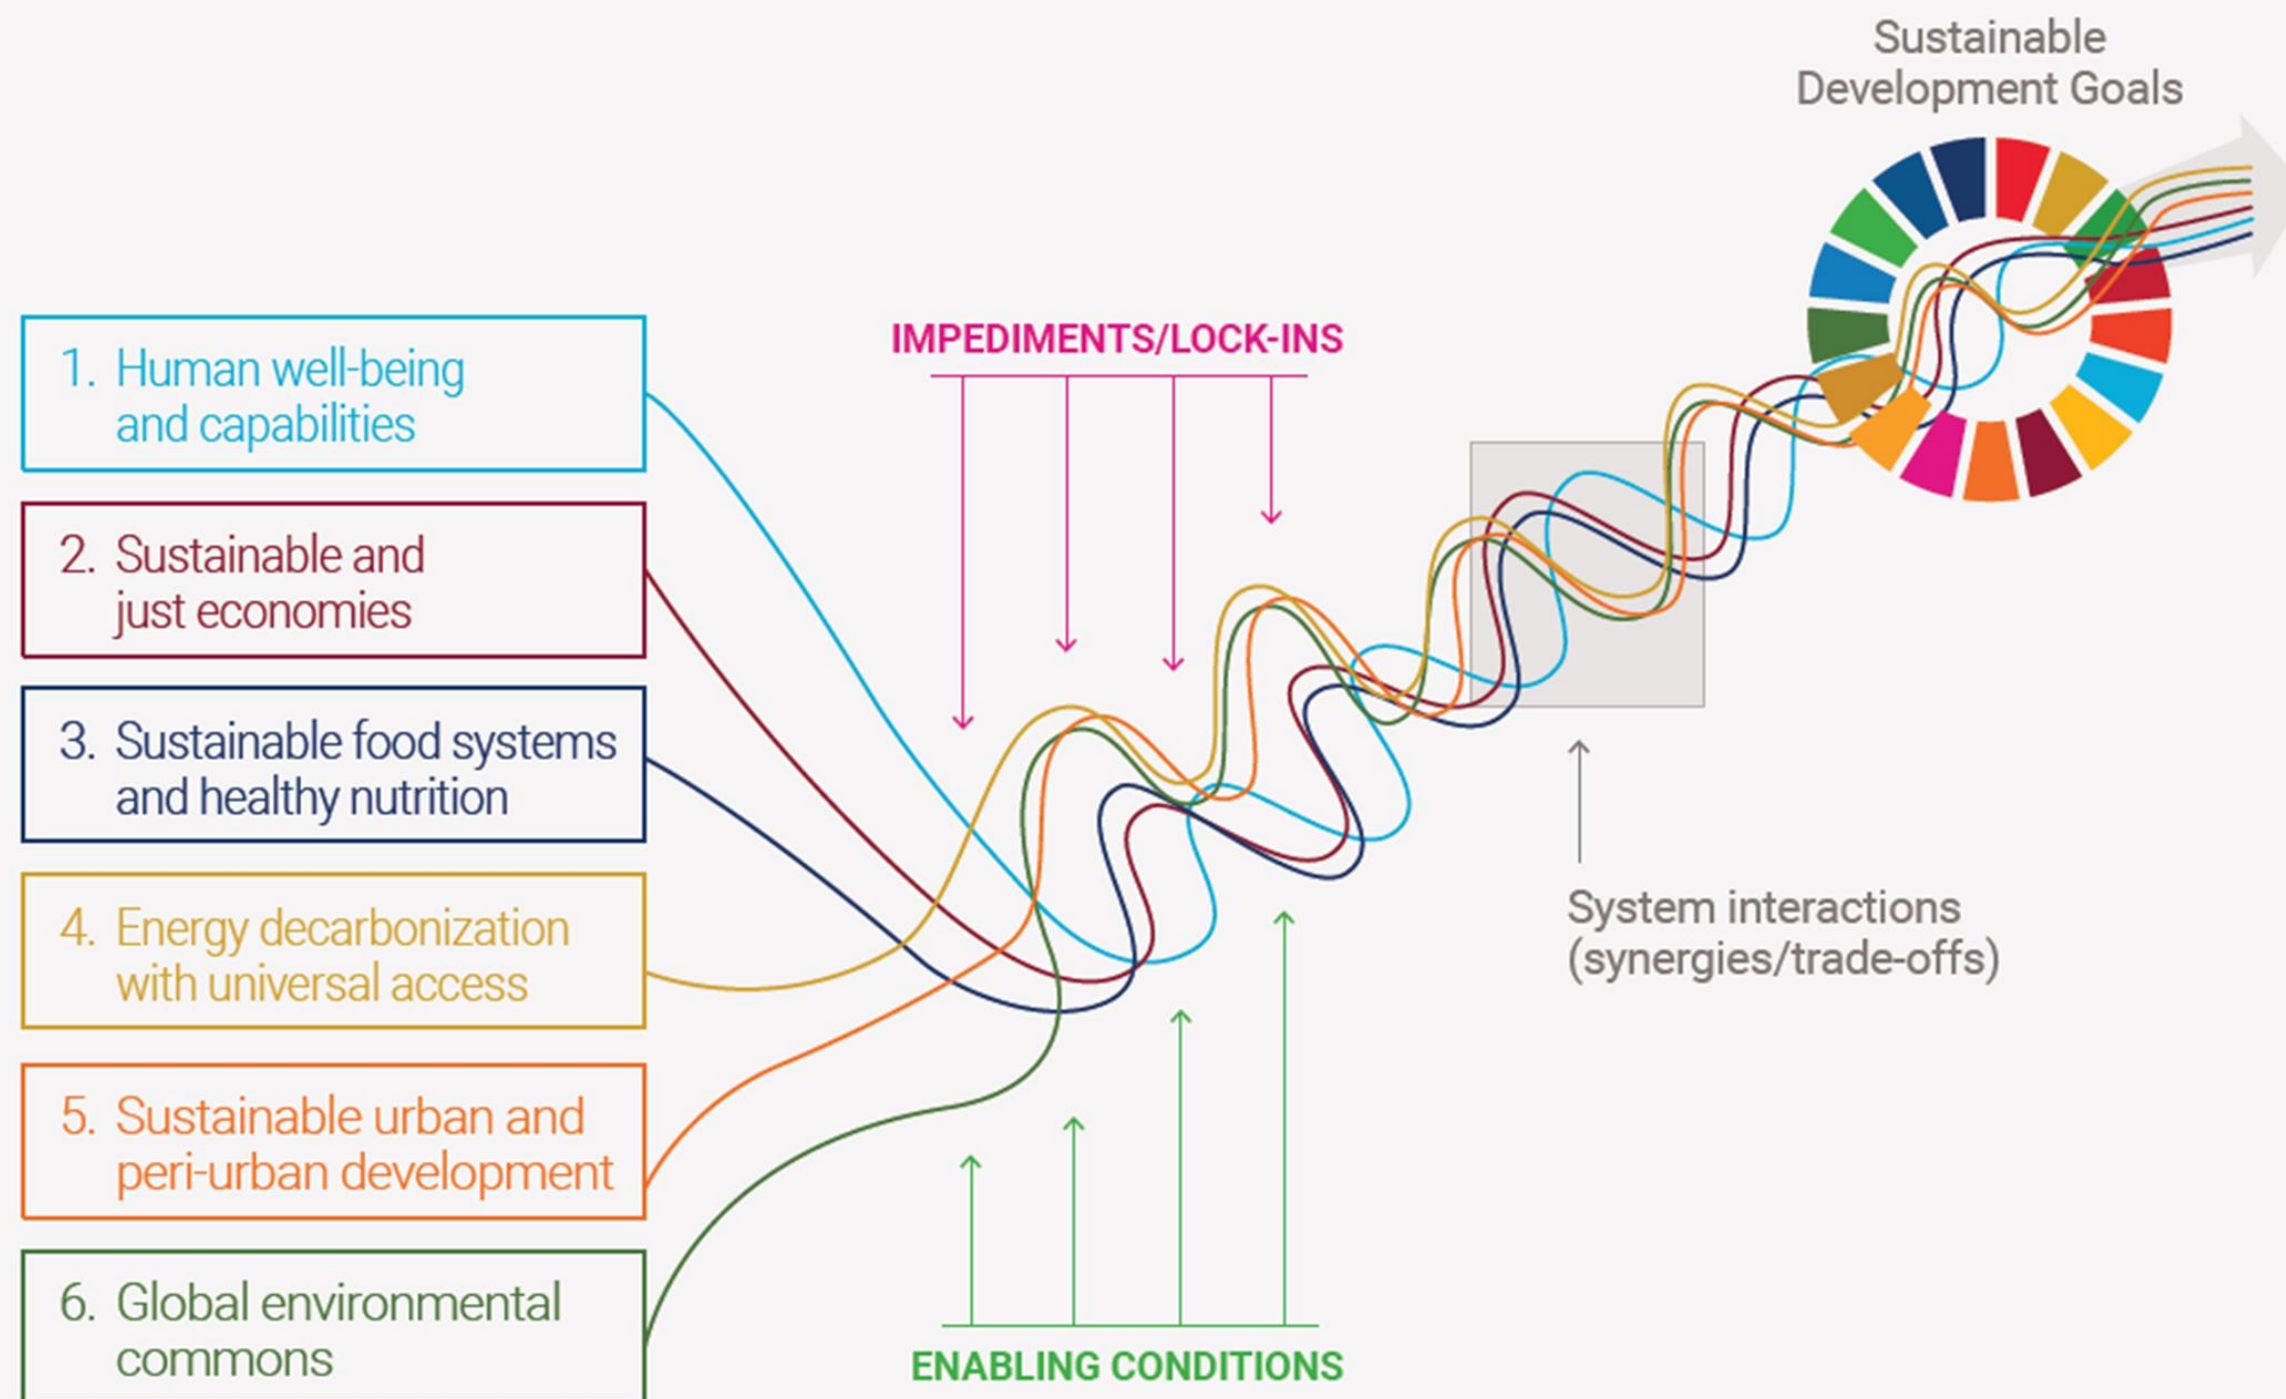 Sustainable
Development Goals
IMPEDIMENTS/LOCK-INS
1. Human well-being
and capabilities
2. Sustainable and
just economies
3. Sustainable food systems
and healthy nutrition
4. Energy decarbonization
with universal access
5. Sustainable urban and
peri-urban development
6. Global environmental
commons
System interactions
(synergies/trade-offs)
ENABLING CONDITIONS